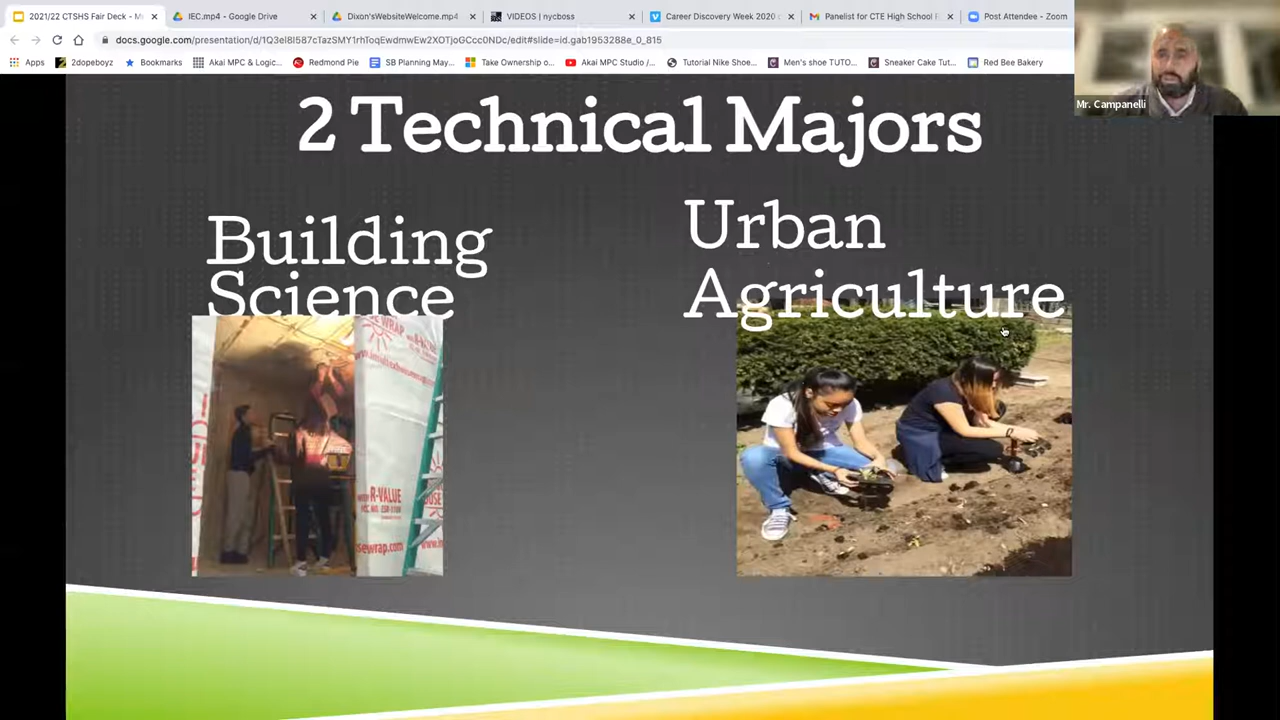 2021/22 CTSHS Fair Deck - M
IEC.mp4 - Google Drive
Dixon'sWebsiteWelcome.mp4
VIDEOS | nycboss
Career Discovery Week 2020 c
Panelist for CTE High School F
Post Attendee - Zoom
docs.google.com/presentation/d/1Q3eI8I587cTazSMY1rhToqEwdmwEw2XOTjoGCcc0NDc/edit#slide=id.gab1953288e_0_815
Apps
2dopeboyz
Bookmarks
Akai MPC & Logic...
Redmond Pie
SB Planning May...
Take Ownership o...
Akai MPC Studio /...
Tutorial Nike Shoe...
Men's shoe TUTO...
Sneaker Cake Tut...
Red Bee Bakery
Mr. Campanelli
2 Technical Majors
Building
Science
Urban
Agriculture
R-VALUE